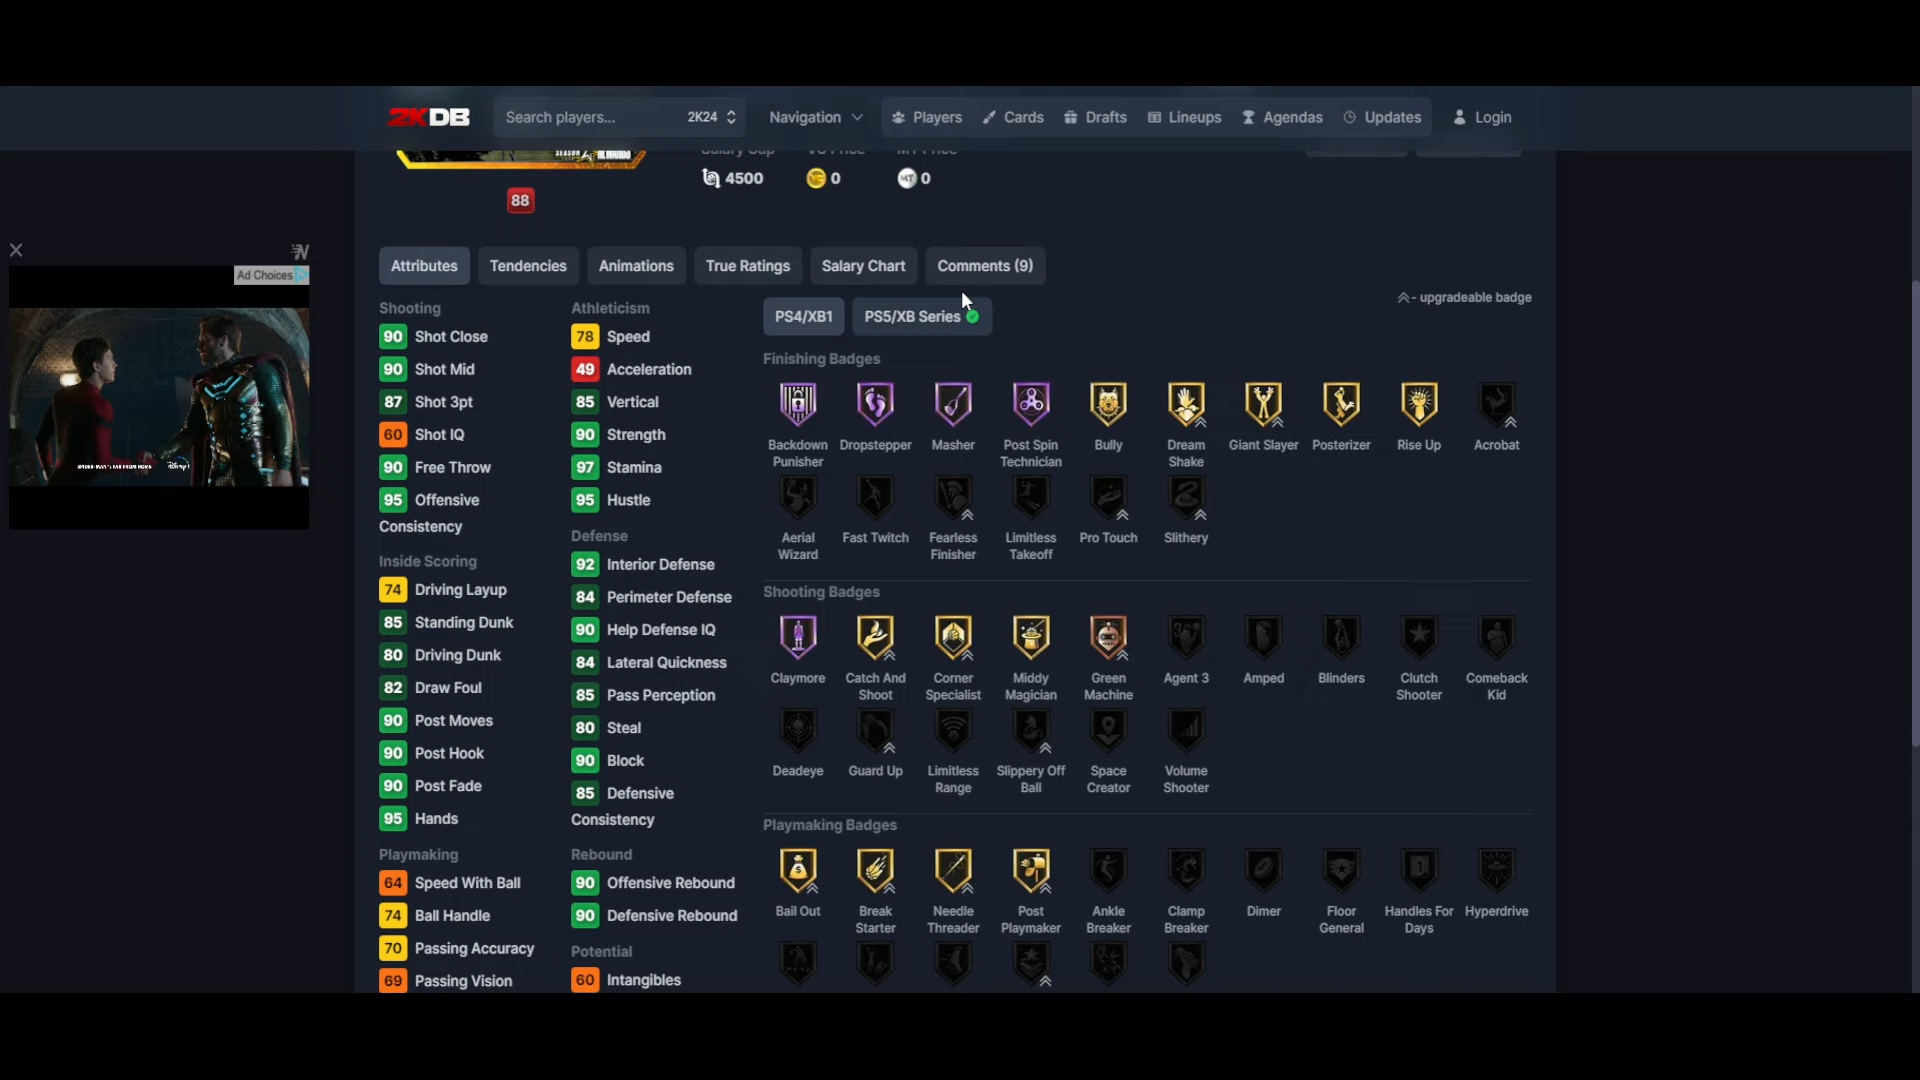 2KDB
Search players...
2K24
Navigation
Players
Cards
Drafts
Lineups
Agendas
Updates
Login
Salary Cap
VC Price
MT Price
4500
0
MT
0
88
Ad Choices
Attributes
Tendencies
Animations
True Ratings
Salary Chart
Comments (9)
- upgradeable badge
Shooting
90 Shot Close
90 Shot Mid
87 Shot 3pt
60 Shot IQ
90 Free Throw
95 Offensive
Consistency
Inside Scoring
74 Driving Layup
85 Standing Dunk
80 Driving Dunk
82 Draw Foul
90 Post Moves
90 Post Hook
90 Post Fade
95 Hands
Playmaking
64 Speed With Ball
74 Ball Handle
70 Passing Accuracy
69 Passing Vision
Athleticism
78 Speed
49 Acceleration
85 Vertical
90 Strength
97 Stamina
95 Hustle
Defense
92 Interior Defense
84 Perimeter Defense
90 Help Defense IQ
84 Lateral Quickness
85 Pass Perception
80 Steal
90 Block
85 Defensive
Consistency
Rebound
90 Offensive Rebound
90 Defensive Rebound
Potential
60 Intangibles
PS4/XB1
PS5/XB Series
Finishing Badges
Backdown
Punisher
Dropstepper
Masher
Post Spin
Technician
Bully
Dream
Shake
Giant Slayer
Posterizer
Rise Up
Acrobat
Aerial
Wizard
Fast Twitch
Fearless
Finisher
Limitless
Takeoff
Pro Touch
Slithery
Shooting Badges
Claymore
Catch And
Shoot
Corner
Specialist
Middy
Magician
Green
Machine
Agent 3
Amped
Blinders
Clutch
Shooter
Comeback
Kid
Deadeye
Guard Up
Limitless
Range
Slippery Off
Ball
Space
Creator
Volume
Shooter
Playmaking Badges
Bail Out
Break
Starter
Needle
Threader
Post
Playmaker
Ankle
Breaker
Clamp
Breaker
Dimer
Floor
General
Handles For
Days
Hyperdrive